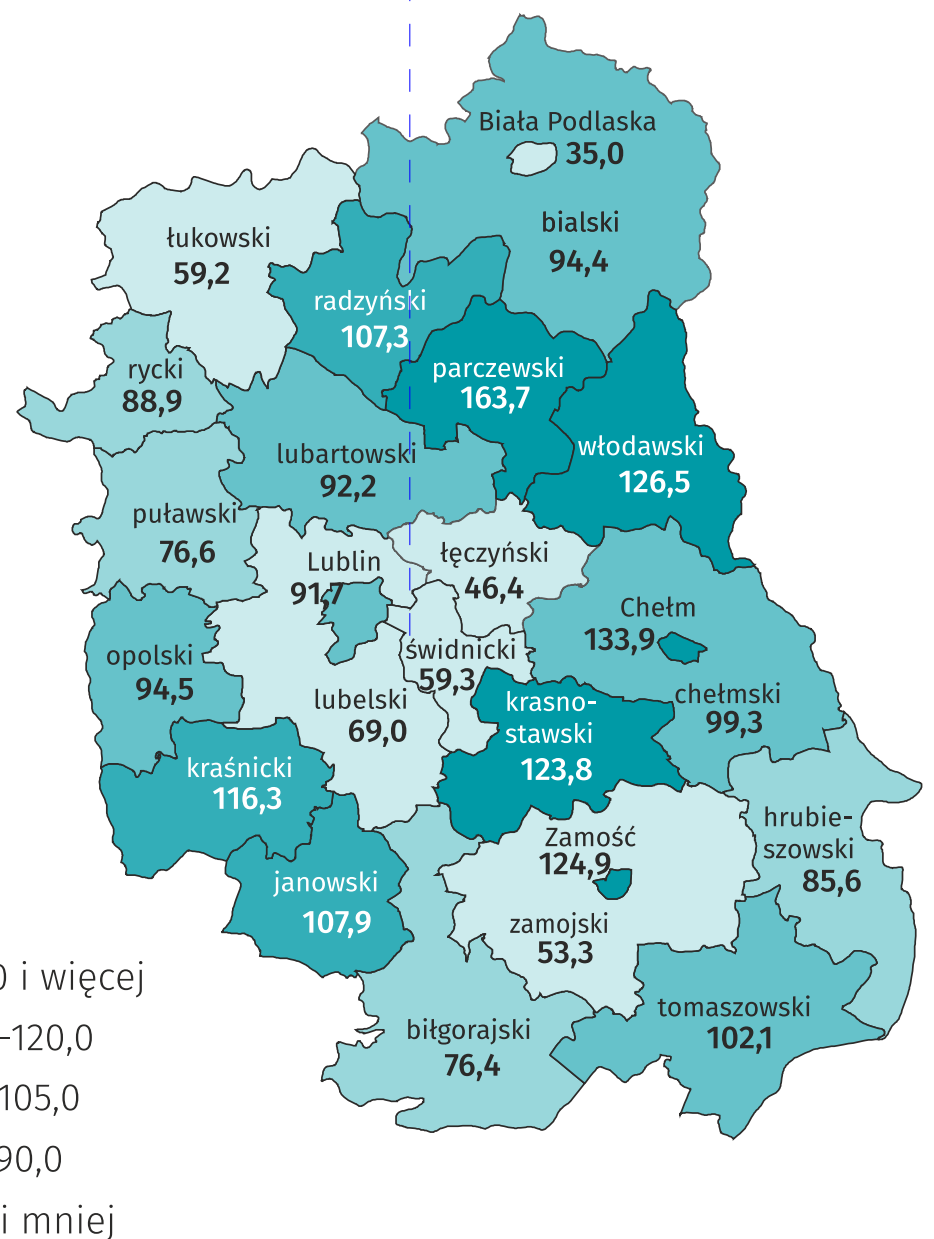 Biała Podlaska
35,0
bialski
94,4
łukowski
59,2
radzyński
107,3
parczewski
163,7
rycki
88,9
włodawski
126,5
lubartowski
92,2
puławski
76,6
Lublin
91,7
łęczyński
46,4
Chełm
133,9
świdnicki
59,3
opolski
94,5
lubelski
69,0
krasno-
stawski
123,8
chełmski
99,3
kraśnicki
116,3
hrubie-
szowski
85,6
Zamość
124,9
janowski
107,9
zamojski
53,3
tomaszowski
102,1
biłgorajski
76,4
0 i więcej
–120,0
105,0
90,0
i mniej